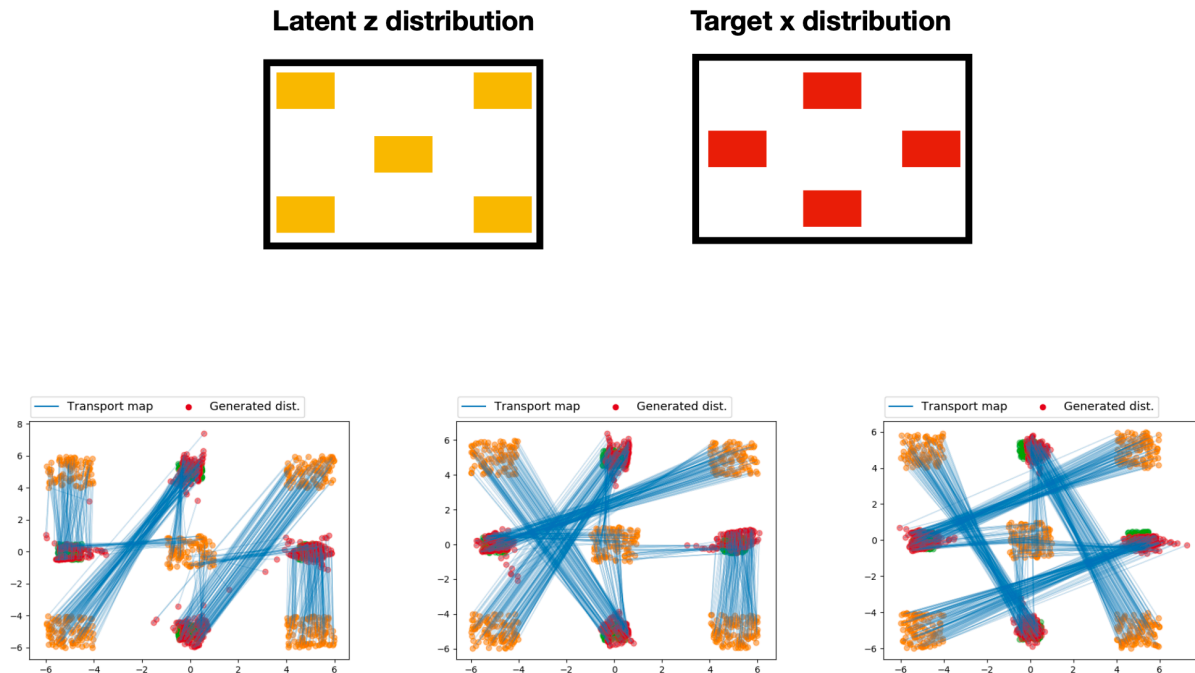 Latent z distribution
Target x distribution
Transport map Generated dist.
8
6
4
2
0
−2
−4
−6
−6 −4 −2 0 2 4 6
Transport map Generated dist.
6
4
2
0
−2
−4
−6
−6 −4 −2 0 2 4 6
Transport map Generated dist.
6
4
2
0
−2
−4
−6
−6 −4 −2 0 2 4 6